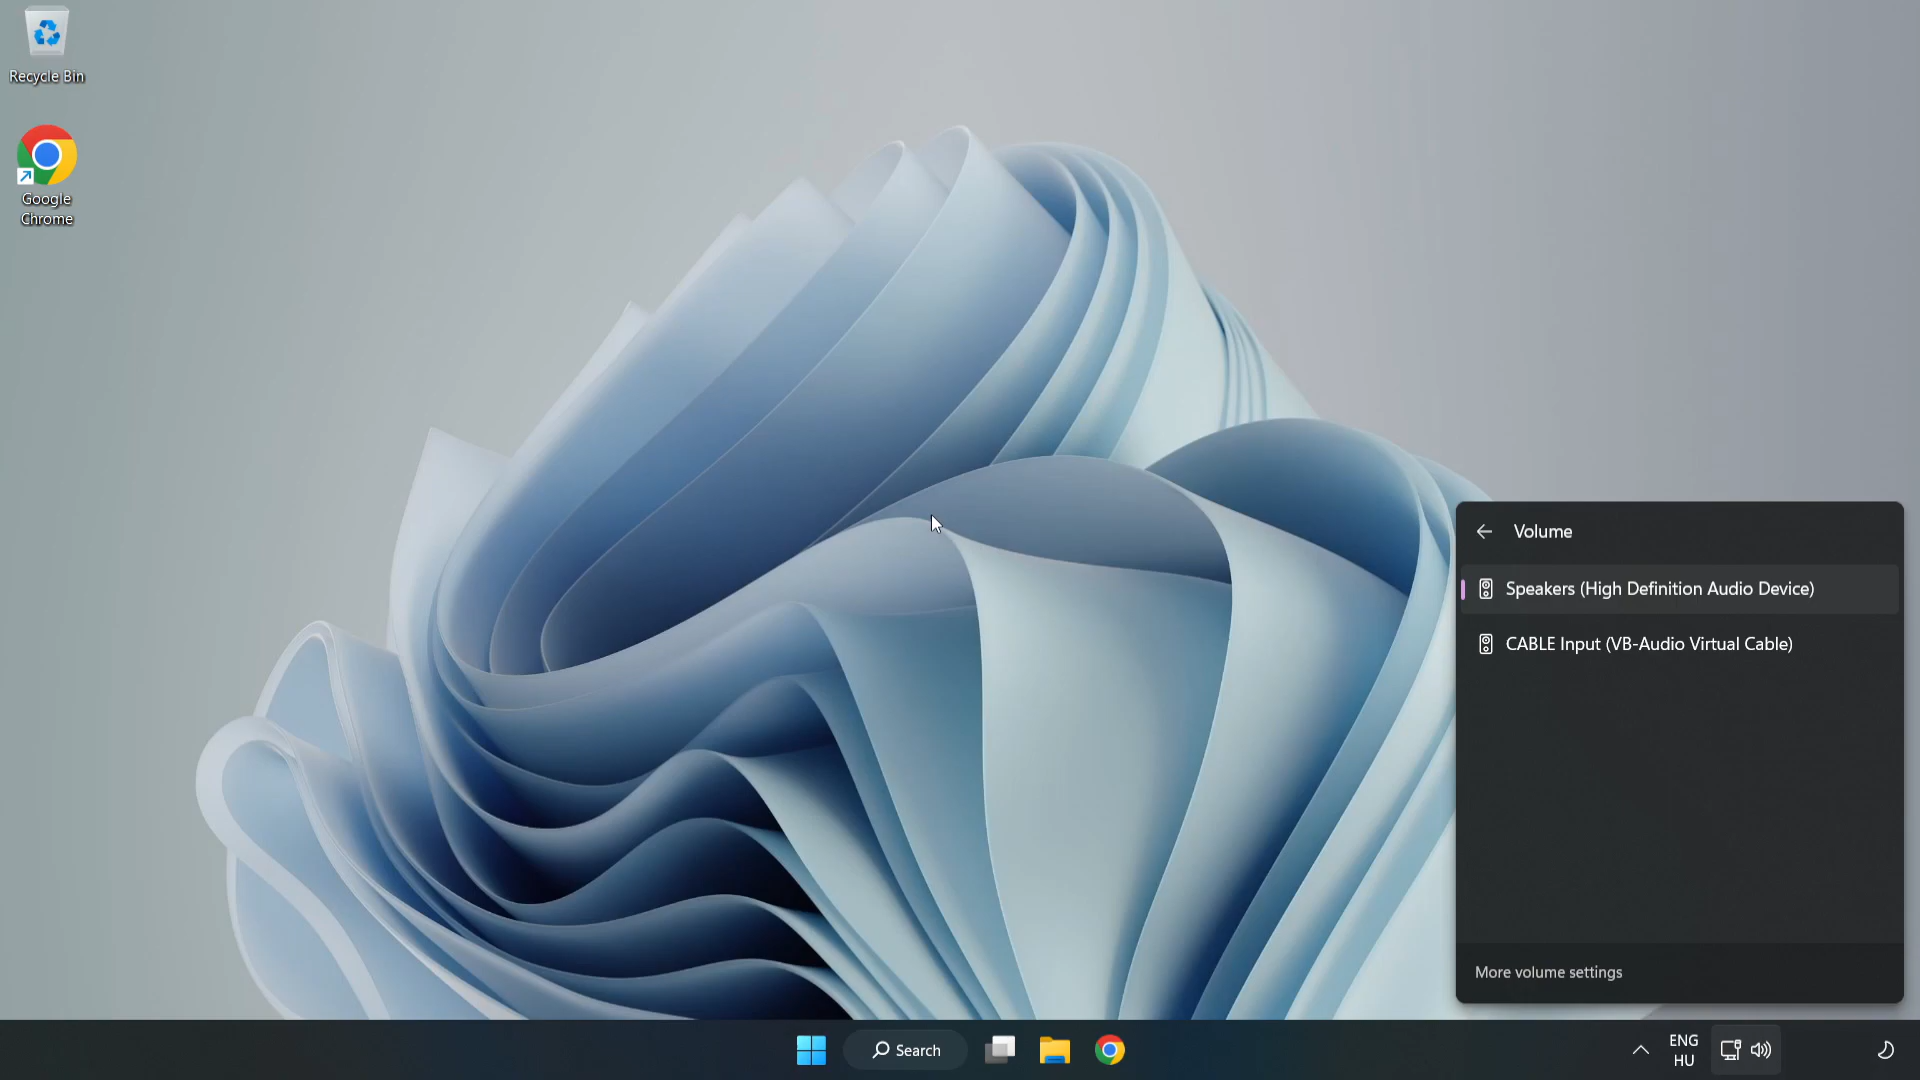 Recycle Bin
Google
Chrome
Volume
Speakers (High Definition Audio Device)
CABLE Input (VB-Audio Virtual Cable)
More volume settings
Search
ENG
HU